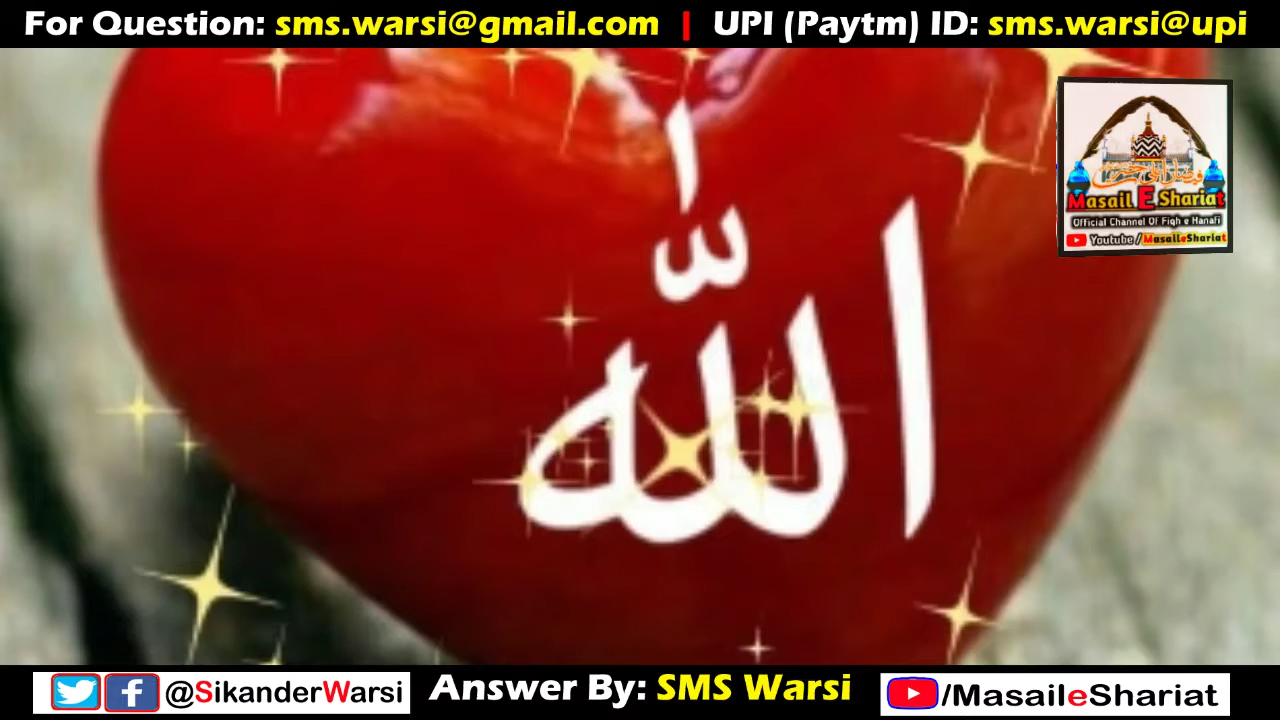 For Question: sms.warsi@gmail.com | UPI (Paytm) ID: sms.warsi@upi
Masail E Shariat
Official Channel Of Fiqh e Hanafi
Youtube/MasaileShariat
الله
@SikanderWarsi
Answer By: SMS Warsi
/MasaileShariat